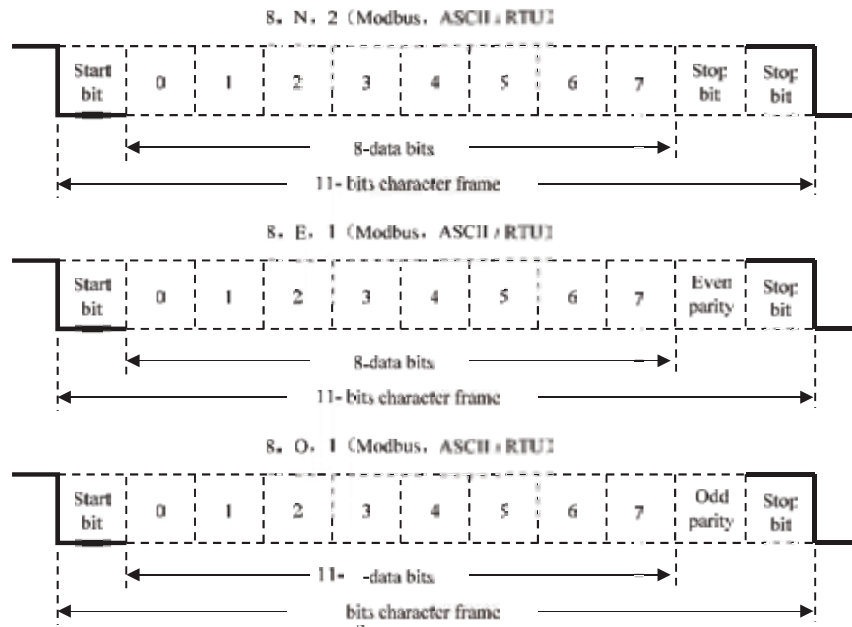 8, N, 2 (Modbus, ASCII / RTU)
Start bit 0 1 2 3 4 5 6 7 Stop bit Stop bit
8-data bits
11- bits character frame
8, E, 1 (Modbus, ASCII / RTU)
Start bit 0 1 2 3 4 5 6 7 Even parity Stop bit
8-data bits
11- bits character frame
8, O, 1 (Modbus, ASCII / RTU)
Start bit 0 1 2 3 4 5 6 7 Odd parity Stop bit
11- -data bits
bits character frame